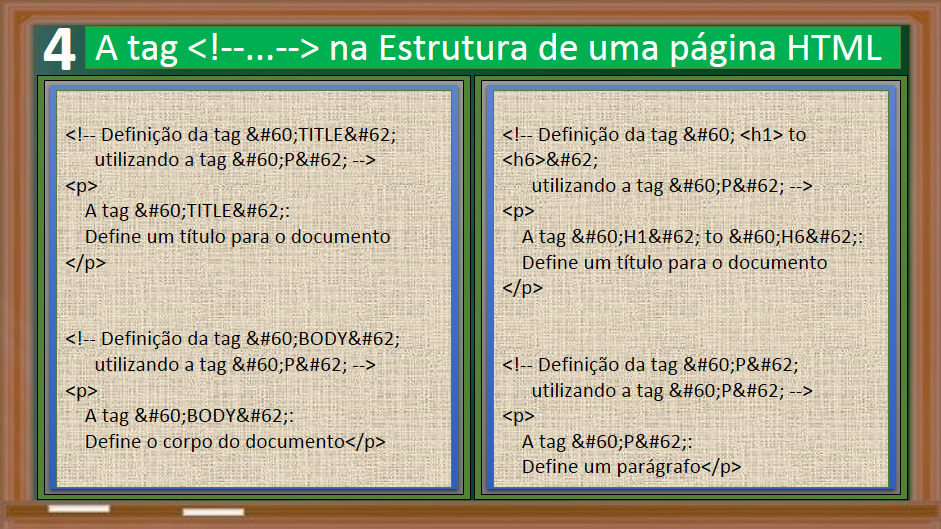 4 A tag <!--...--> na Estrutura de uma página HTML
<!-- Definição da tag &#60;TITLE&#62;
utilizando a tag &#60;P&#62; -->
<p>
A tag &#60;TITLE&#62;:
Define um título para o documento
</p>
<!-- Definição da tag &#60;BODY&#62;
utilizando a tag &#60;P&#62; -->
<p>
A tag &#60;BODY&#62;:
Define o corpo do documento</p>
<!-- Definição da tag &#60; <h1> to
<h6>&#62;
utilizando a tag &#60;P&#62; -->
<p>
A tag &#60;H1&#62; to &#60;H6&#62;:
Define um título para o documento
</p>
<!-- Definição da tag &#60;P&#62;
utilizando a tag &#60;P&#62; -->
<p>
A tag &#60;P&#62;:
Define um parágrafo</p>